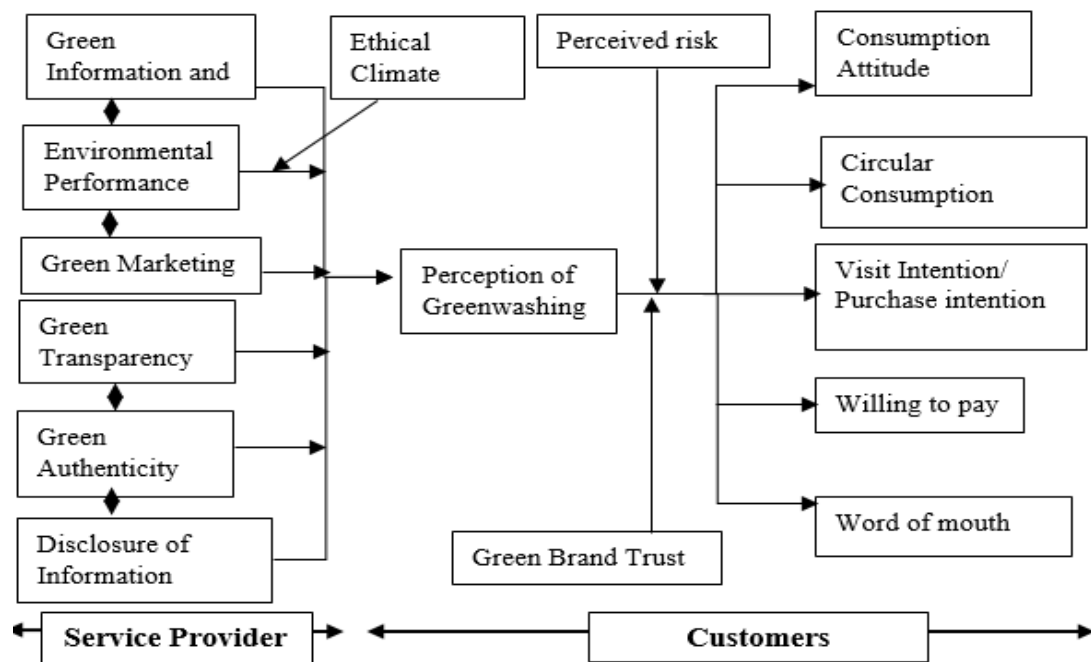 Green
Information and
Ethical
Climate
Perceived risk
Consumption
Attitude
Environmental
Performance
Circular
Consumption
Green Marketing
Perception of
Greenwashing
Visit Intention/
Purchase intention
Green
Transparency
Willing to pay
Green
Authenticity
Word of mouth
Disclosure of
Information
Green Brand Trust
Service Provider
Customers